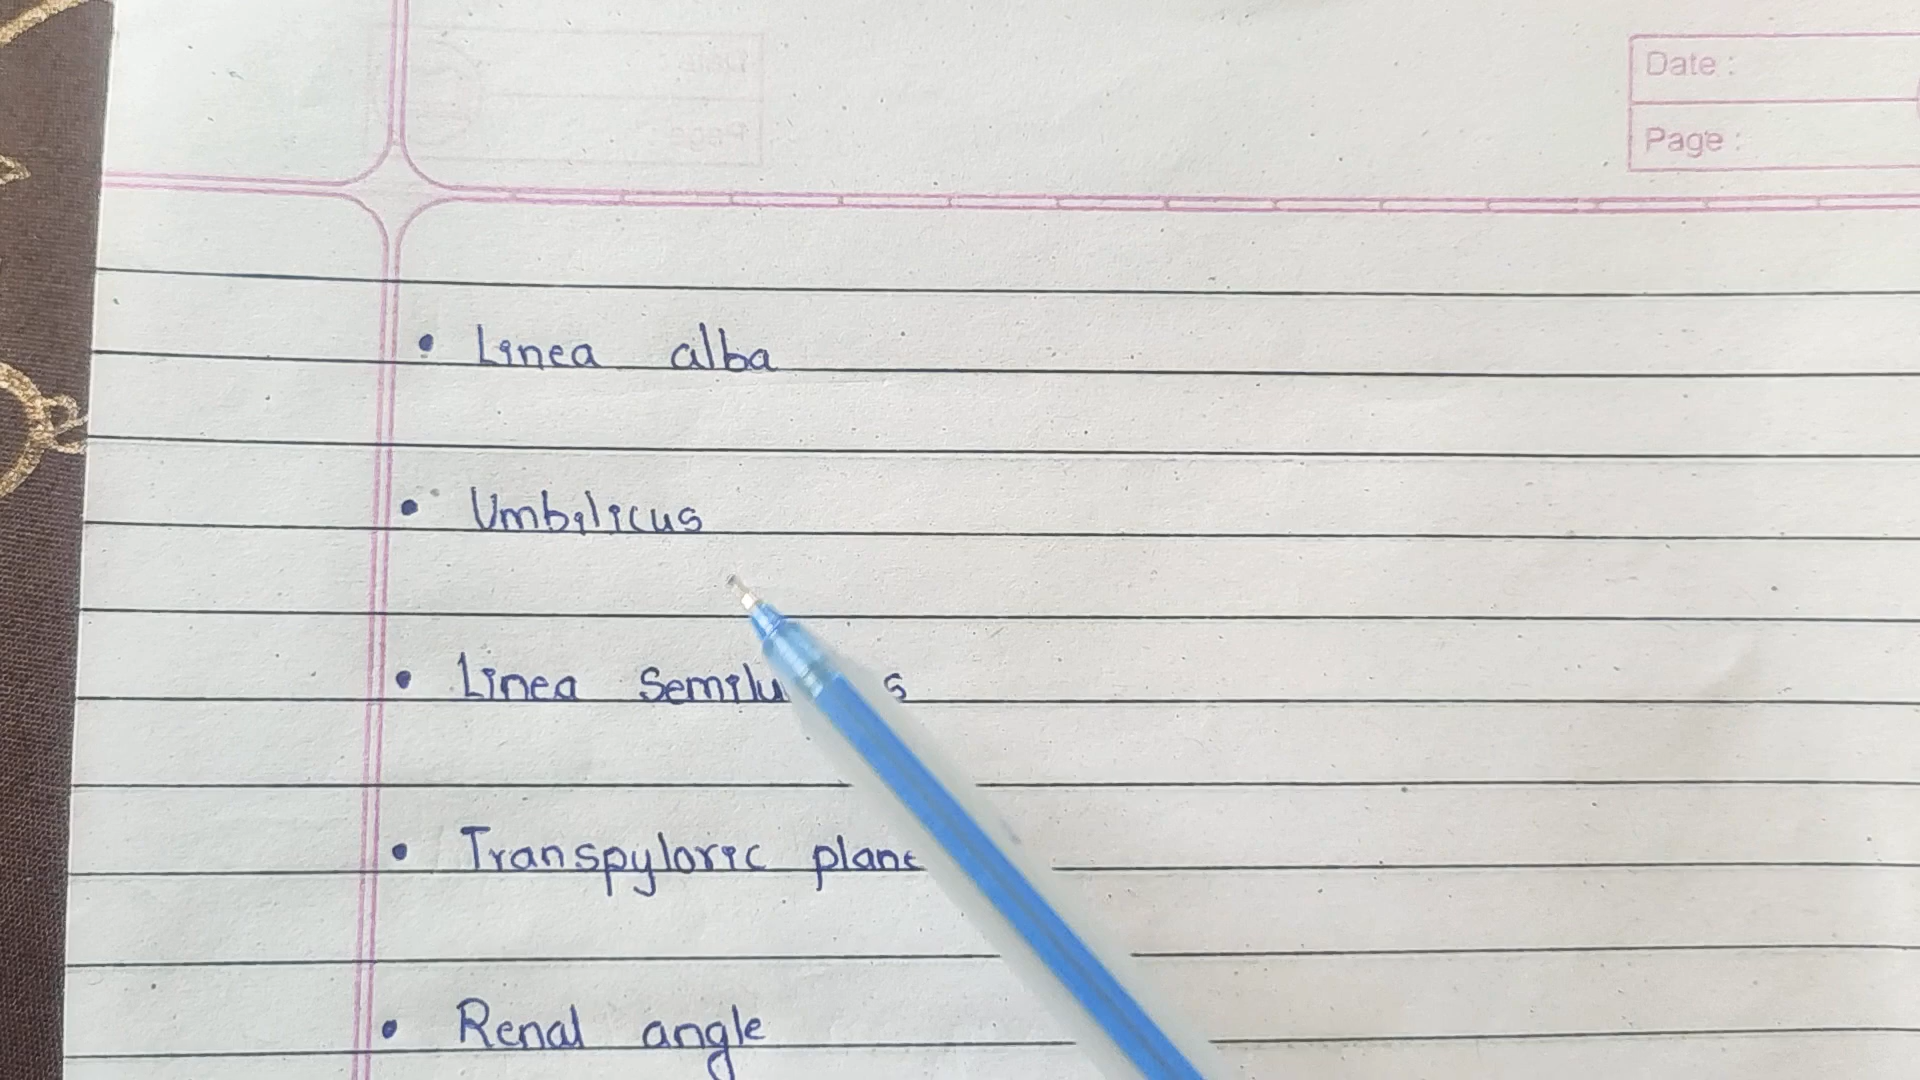 Date :
Page :
• Linea alba
• Umbilicus
• Linea
• Transpyloric plane
• Renal angle